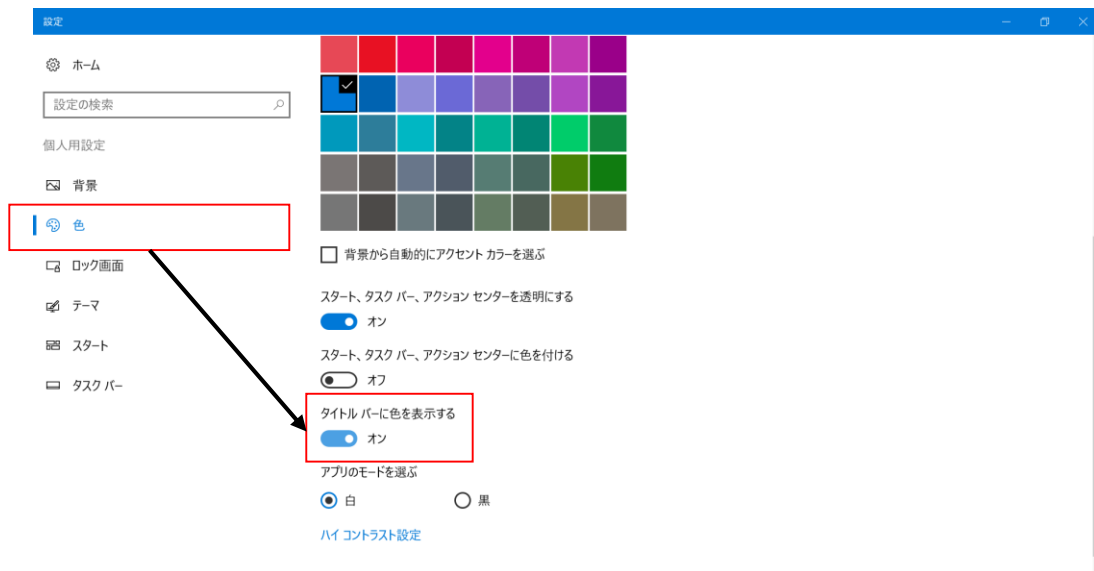 設定
ホーム
設定の検索
個人用設定
背景
色
ロック画面
テーマ
スタート
タスク バー
背景から自動的にアクセント カラーを選ぶ
スタート、タスク バー、アクション センターを透明にする
オン
スタート、タスク バー、アクション センターに色を付ける
オフ
タイトル バーに色を表示する
オン
アプリのモードを選ぶ
白 黒
ハイ コントラスト設定